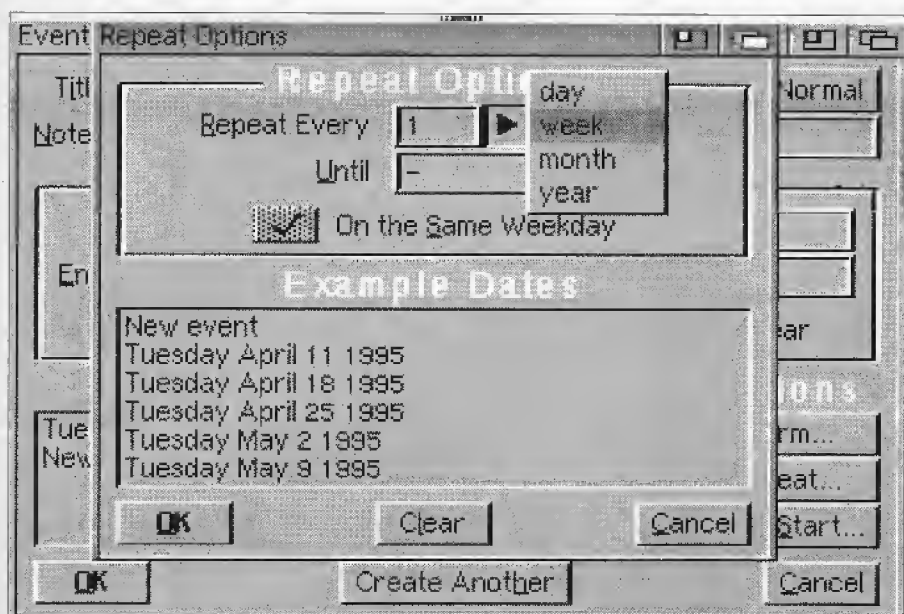 Event Repeat Options
Repeat
Titl
Normal
Note
Repeat Every 1
day
week
month
year
Until -
On the Same Weekday
En
ear
Example Dates
New event
Tuesday April 11 1995
Tuesday April 18 1995
Tuesday April 25 1995
Tuesday May 2 1995
Tuesday May 9 1995
ons
Tue
New
rm...
eat...
Start...
OK Clear Cancel
OK Create Another Cancel